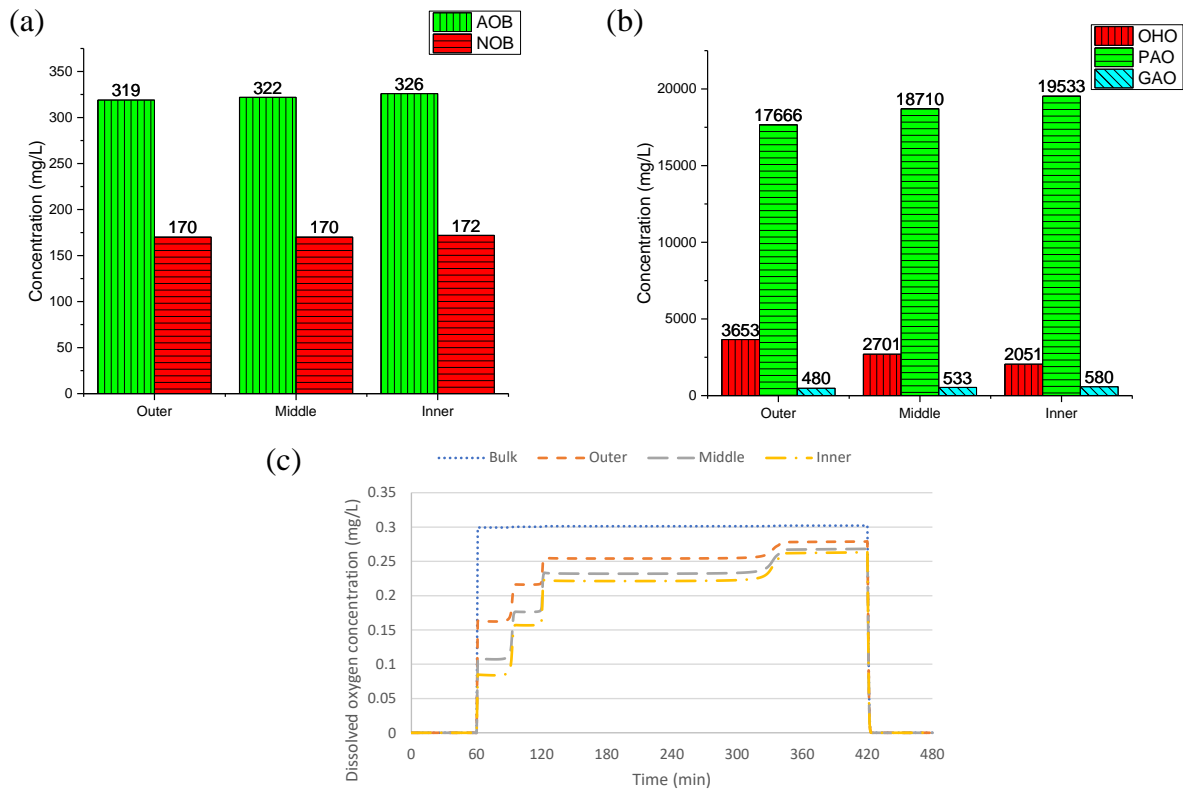 (a)
AOB
NOB
Concentration (mg/L)
350
300
250
200
150
100
50
0
319
322
326
170
170
172
Outer Middle Inner
(b)
OHO
PAO
GAO
Concentration (mg/L)
20000
15000
10000
5000
0
17666
18710
19533
3653
2701
2051
480
533
580
Outer Middle Inner
(c)
Bulk Outer Middle Inner
Dissolved oxygen concentration (mg/L)
0.35
0.3
0.25
0.2
0.15
0.1
0.05
0
0 60 120 180 240 300 360 420 480
Time (min)